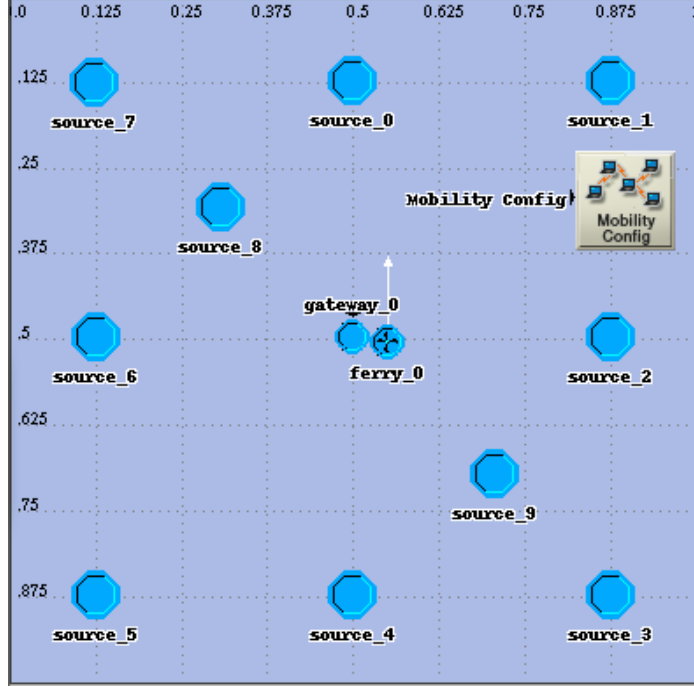 .0 0.125 0.25 0.375 0.5 0.625 0.75 0.875
.125
source_7 source_0 source_1
.25
Mobility Config
Mobility
Config
source_8
.375
gateway_0
.5
source_6 ferry_0 source_2
.625
source_9
.75
.875
source_5 source_4 source_3